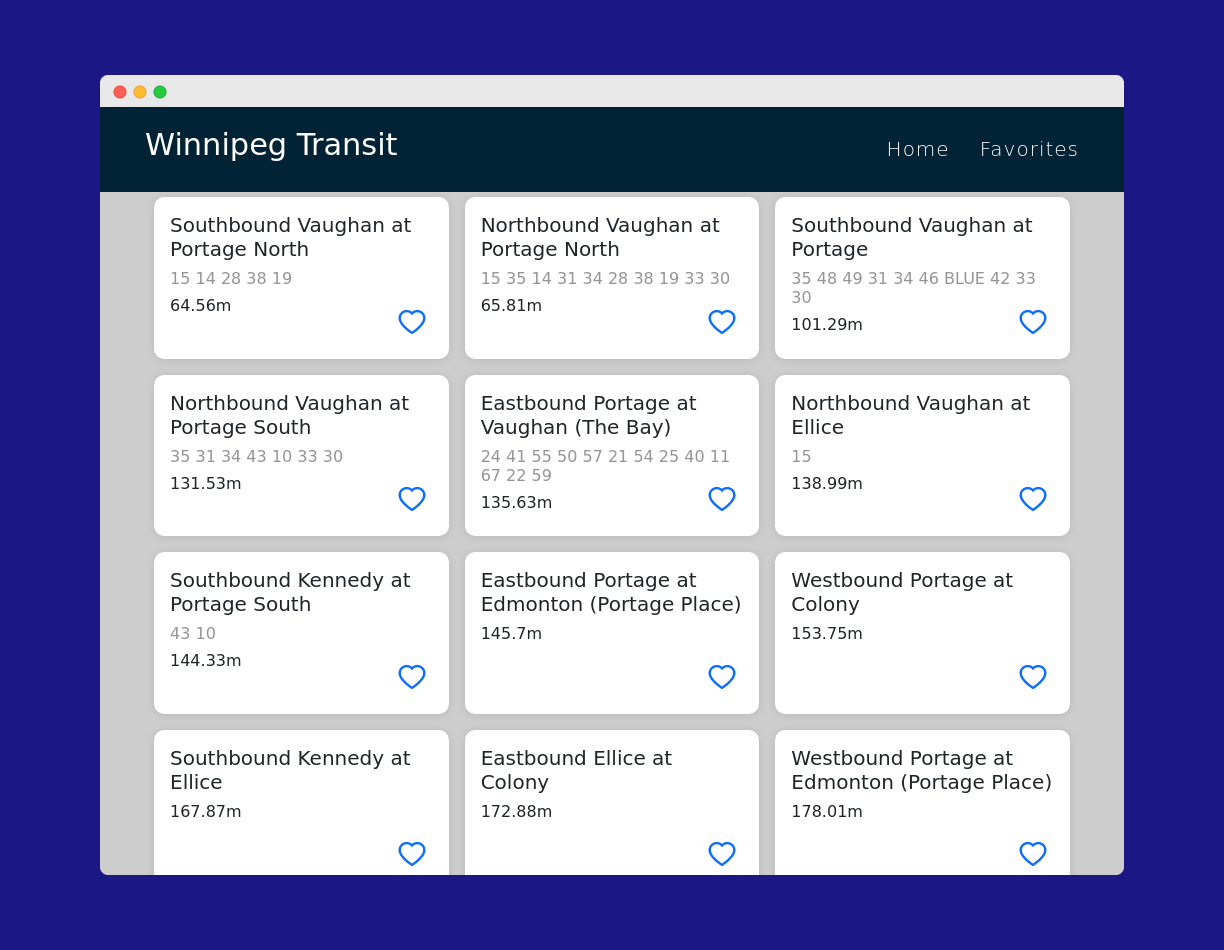 Winnipeg Transit
Home Favorites
Southbound Vaughan at
Portage North
15 14 28 38 19
64.56m
Northbound Vaughan at
Portage North
15 35 14 31 34 28 38 19 33 30
65.81m
Southbound Vaughan at
Portage
35 48 49 31 34 46 BLUE 42 33
30
101.29m
Northbound Vaughan at
Portage South
35 31 34 43 10 33 30
131.53m
Eastbound Portage at
Vaughan (The Bay)
24 41 55 50 57 21 54 25 40 11
67 22 59
135.63m
Northbound Vaughan at
Ellice
15
138.99m
Southbound Kennedy at
Portage South
43 10
144.33m
Eastbound Portage at
Edmonton (Portage Place)
145.7m
Westbound Portage at
Colony
153.75m
Southbound Kennedy at
Ellice
167.87m
Eastbound Ellice at
Colony
172.88m
Westbound Portage at
Edmonton (Portage Place)
178.01m